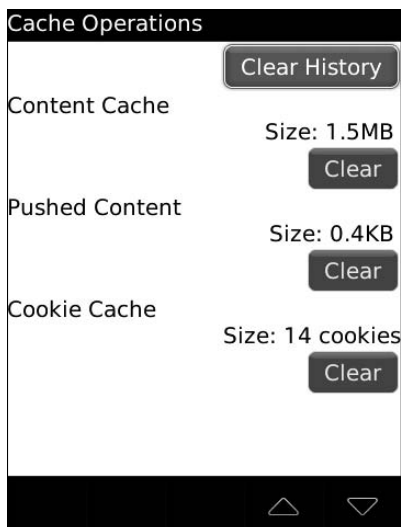 Cache Operations
Clear History
Content Cache
Size: 1.5MB
Clear
Pushed Content
Size: 0.4KB
Clear
Cookie Cache
Size: 14 cookies
Clear